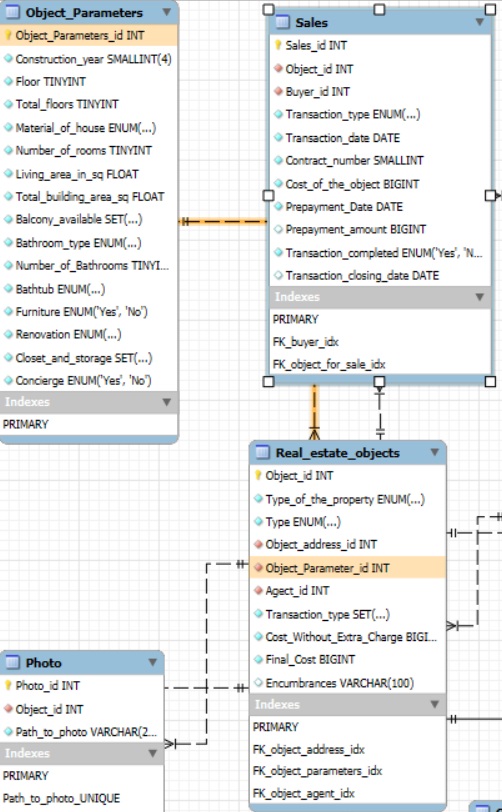 Object_Parameters
Object_Parameters_id INT
Construction_year SMALLINT(4)
Floor TINYINT
Total_floors TINYINT
Material_of_house ENUM(...)
Number_of_rooms TINYINT
Living_area_in_sq FLOAT
Total_building_area_sq FLOAT
Balcony_available SET(...)
Bathroom_type ENUM(...)
Number_of_Bathrooms TINYI...
Bathtub ENUM(...)
Furniture ENUM('Yes', 'No')
Renovation ENUM(...)
Closet_and_storage SET(...)
Concierge ENUM('Yes', 'No')
Indexes
PRIMARY
Sales
Sales_id INT
Object_id INT
Buyer_id INT
Transaction_type ENUM(...)
Transaction_date DATE
Contract_number SMALLINT
Cost_of_the_object BIGINT
Prepayment_Date DATE
Prepayment_amount BIGINT
Transaction_completed ENUM('Yes', 'N...
Transaction_closing_date DATE
Indexes
PRIMARY
FK_buyer_idx
FK_object_for_sale_idx
Real_estate_objects
Object_id INT
Type_of_the_property ENUM(...)
Type ENUM(...)
Object_address_id INT
Object_Parameter_id INT
Agect_id INT
Transaction_type SET(...)
Cost_Without_Extra_Charge BIGI...
Final_Cost BIGINT
Encumbrances VARCHAR(100)
Indexes
PRIMARY
FK_object_address_idx
FK_object_parameters_idx
FK_object_agent_idx
Photo
Photo_id INT
Object_id INT
Path_to_photo VARCHAR(2...
Indexes
PRIMARY
Path_to_photo_UNIQUE